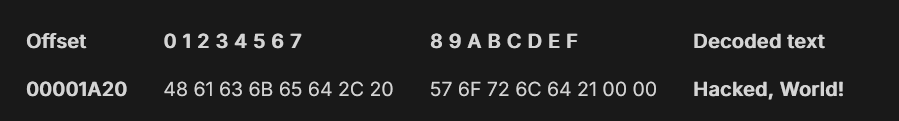 Offset 0 1 2 3 4 5 6 7 8 9 A B C D E F Decoded text
00001A20 48 61 63 6B 65 64 2C 20 57 6F 72 6C 64 21 00 00 Hacked, World!